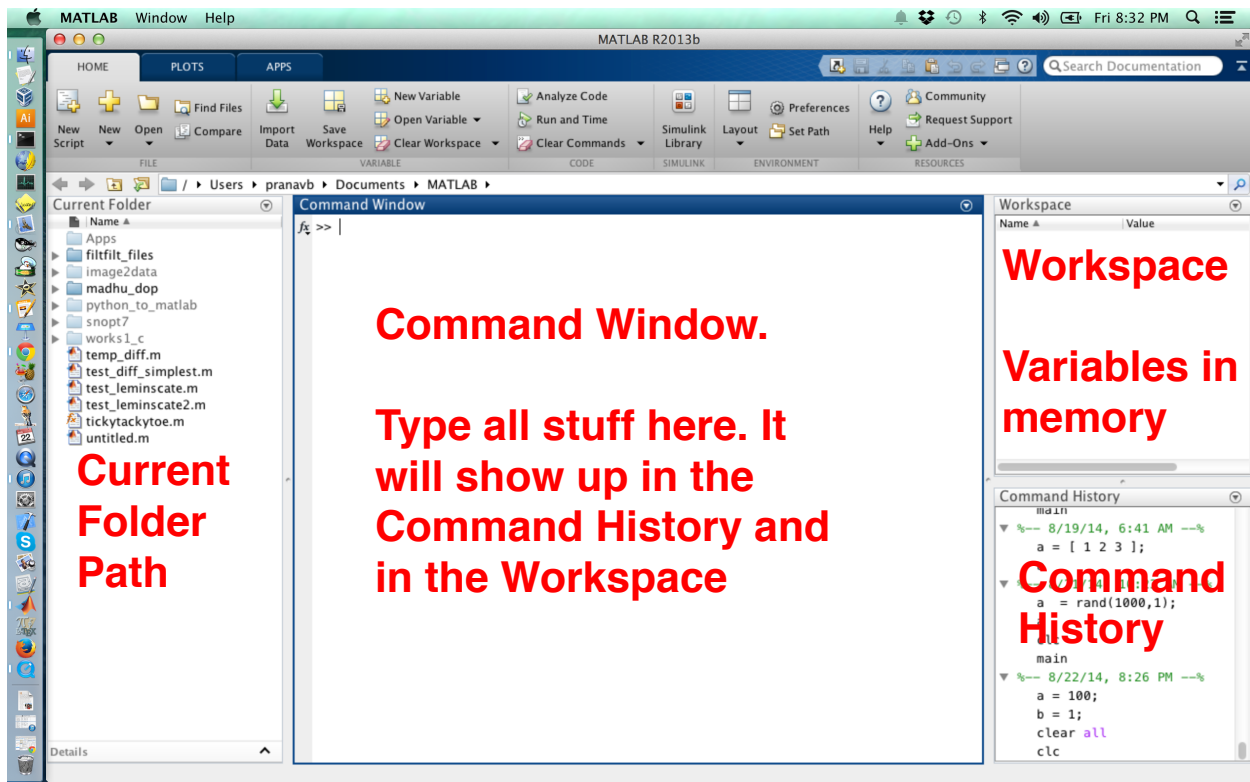 MATLAB Window Help Fri 8:32 PM
MATLAB R2013b
HOME PLOTS APPS Search Documentation
New Script
New
Open
Find Files
Compare
FILE
Import Data
Save Workspace
New Variable
Open Variable
Clear Workspace
VARIABLE
Analyze Code
Run and Time
Clear Commands
CODE
Simulink Library
SIMULINK
Layout
Preferences
Set Path
ENVIRONMENT
Help
Community
Request Support
Add-Ons
RESOURCES
/ Users pranavb Documents MATLAB
Current Folder
Name
Apps
filtfilt_files
image2data
madhu_dop
python_to_matlab
snopt7
works1_c
temp_diff.m
test_diff_simplest.m
test_leminscate.m
test_leminscate2.m
tickytackytoe.m
untitled.m
Current
Folder
Path
Details
Command Window
fx >>
Command Window.
Type all stuff here. It
will show up in the
Command History and
in the Workspace
Workspace
Name Value
Workspace
Variables in
memory
Command History
main
%-- 8/19/14, 6:41 AM --%
a = [ 1 2 3 ];
a = rand(1000,1);
clc
main
%-- 8/22/14, 8:26 PM --%
a = 100;
b = 1;
clear all
clc
Command
History
Ai
22
S